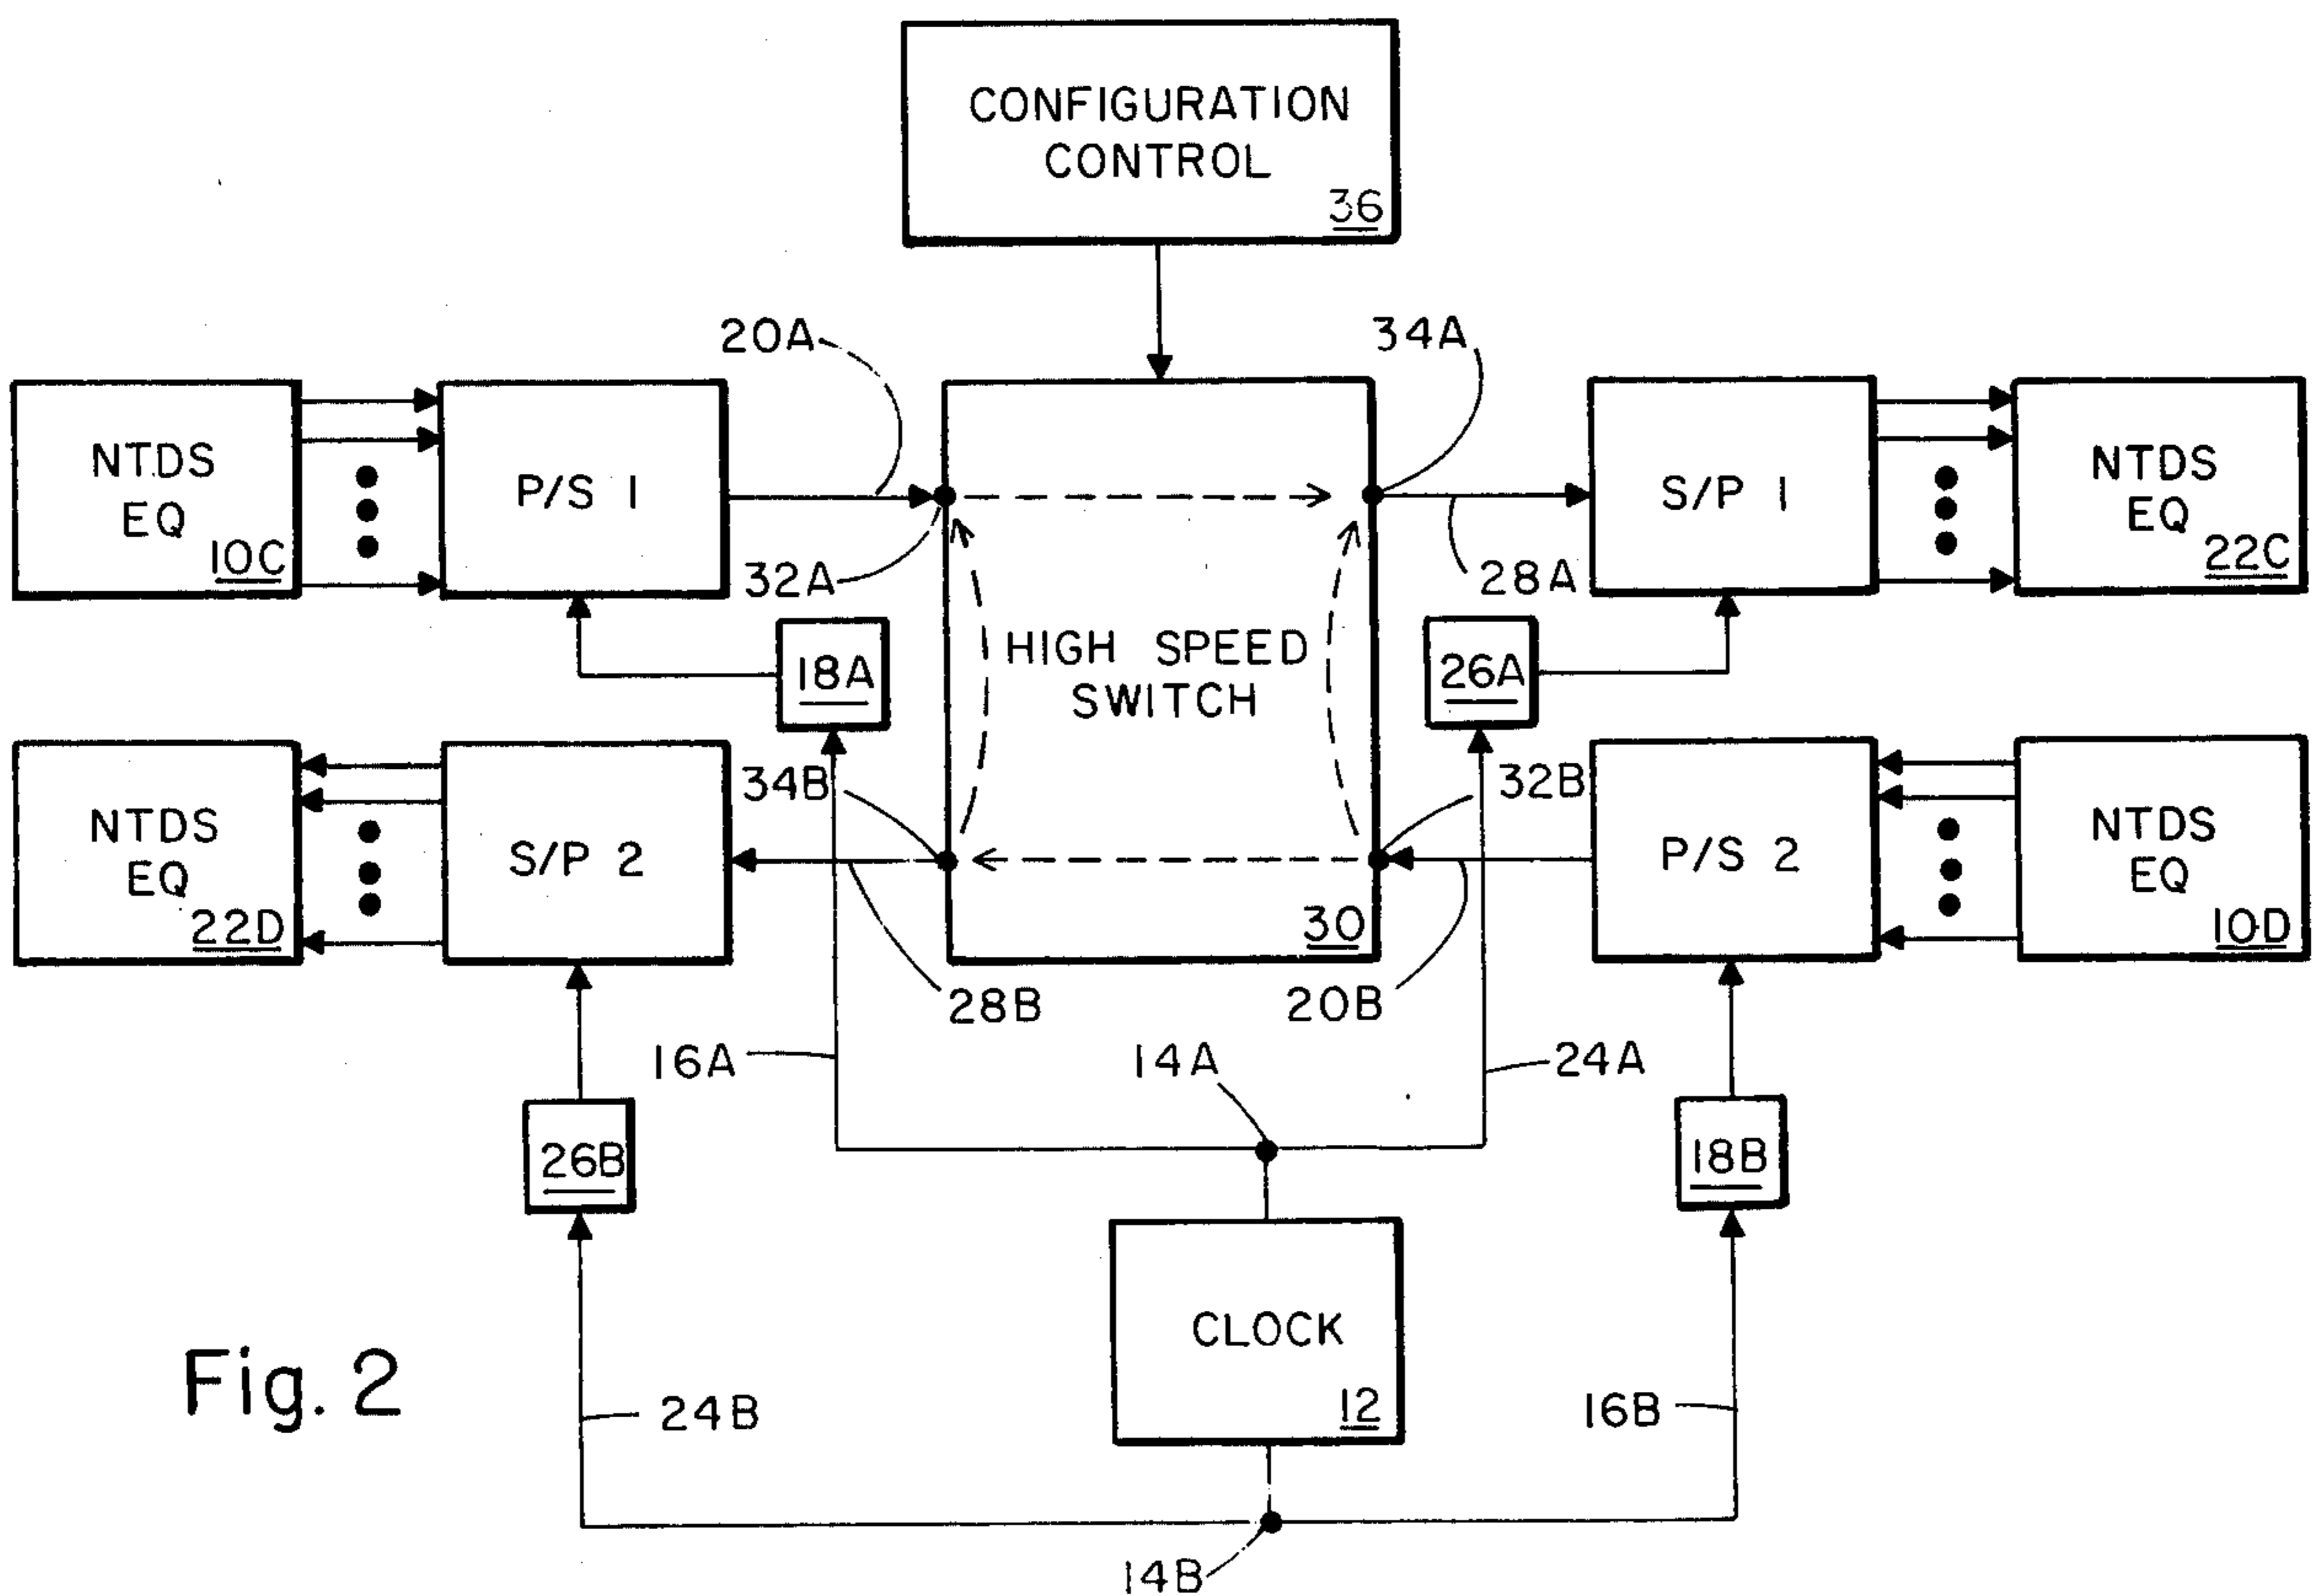 CONFIGURATION
CONTROL
36
20A
34A
NTDS
EQ
10C
P/S 1
S/P 1
NTDS
EQ
22C
32A
28A
18A
HIGH SPEED
SWITCH
26A
34B
32B
NTDS
EQ
22D
S/P 2
30
P/S 2
NTDS
EQ
10D
28B
20B
16A
14A
24A
26B
18B
CLOCK
12
Fig. 2
24B
16B
14B